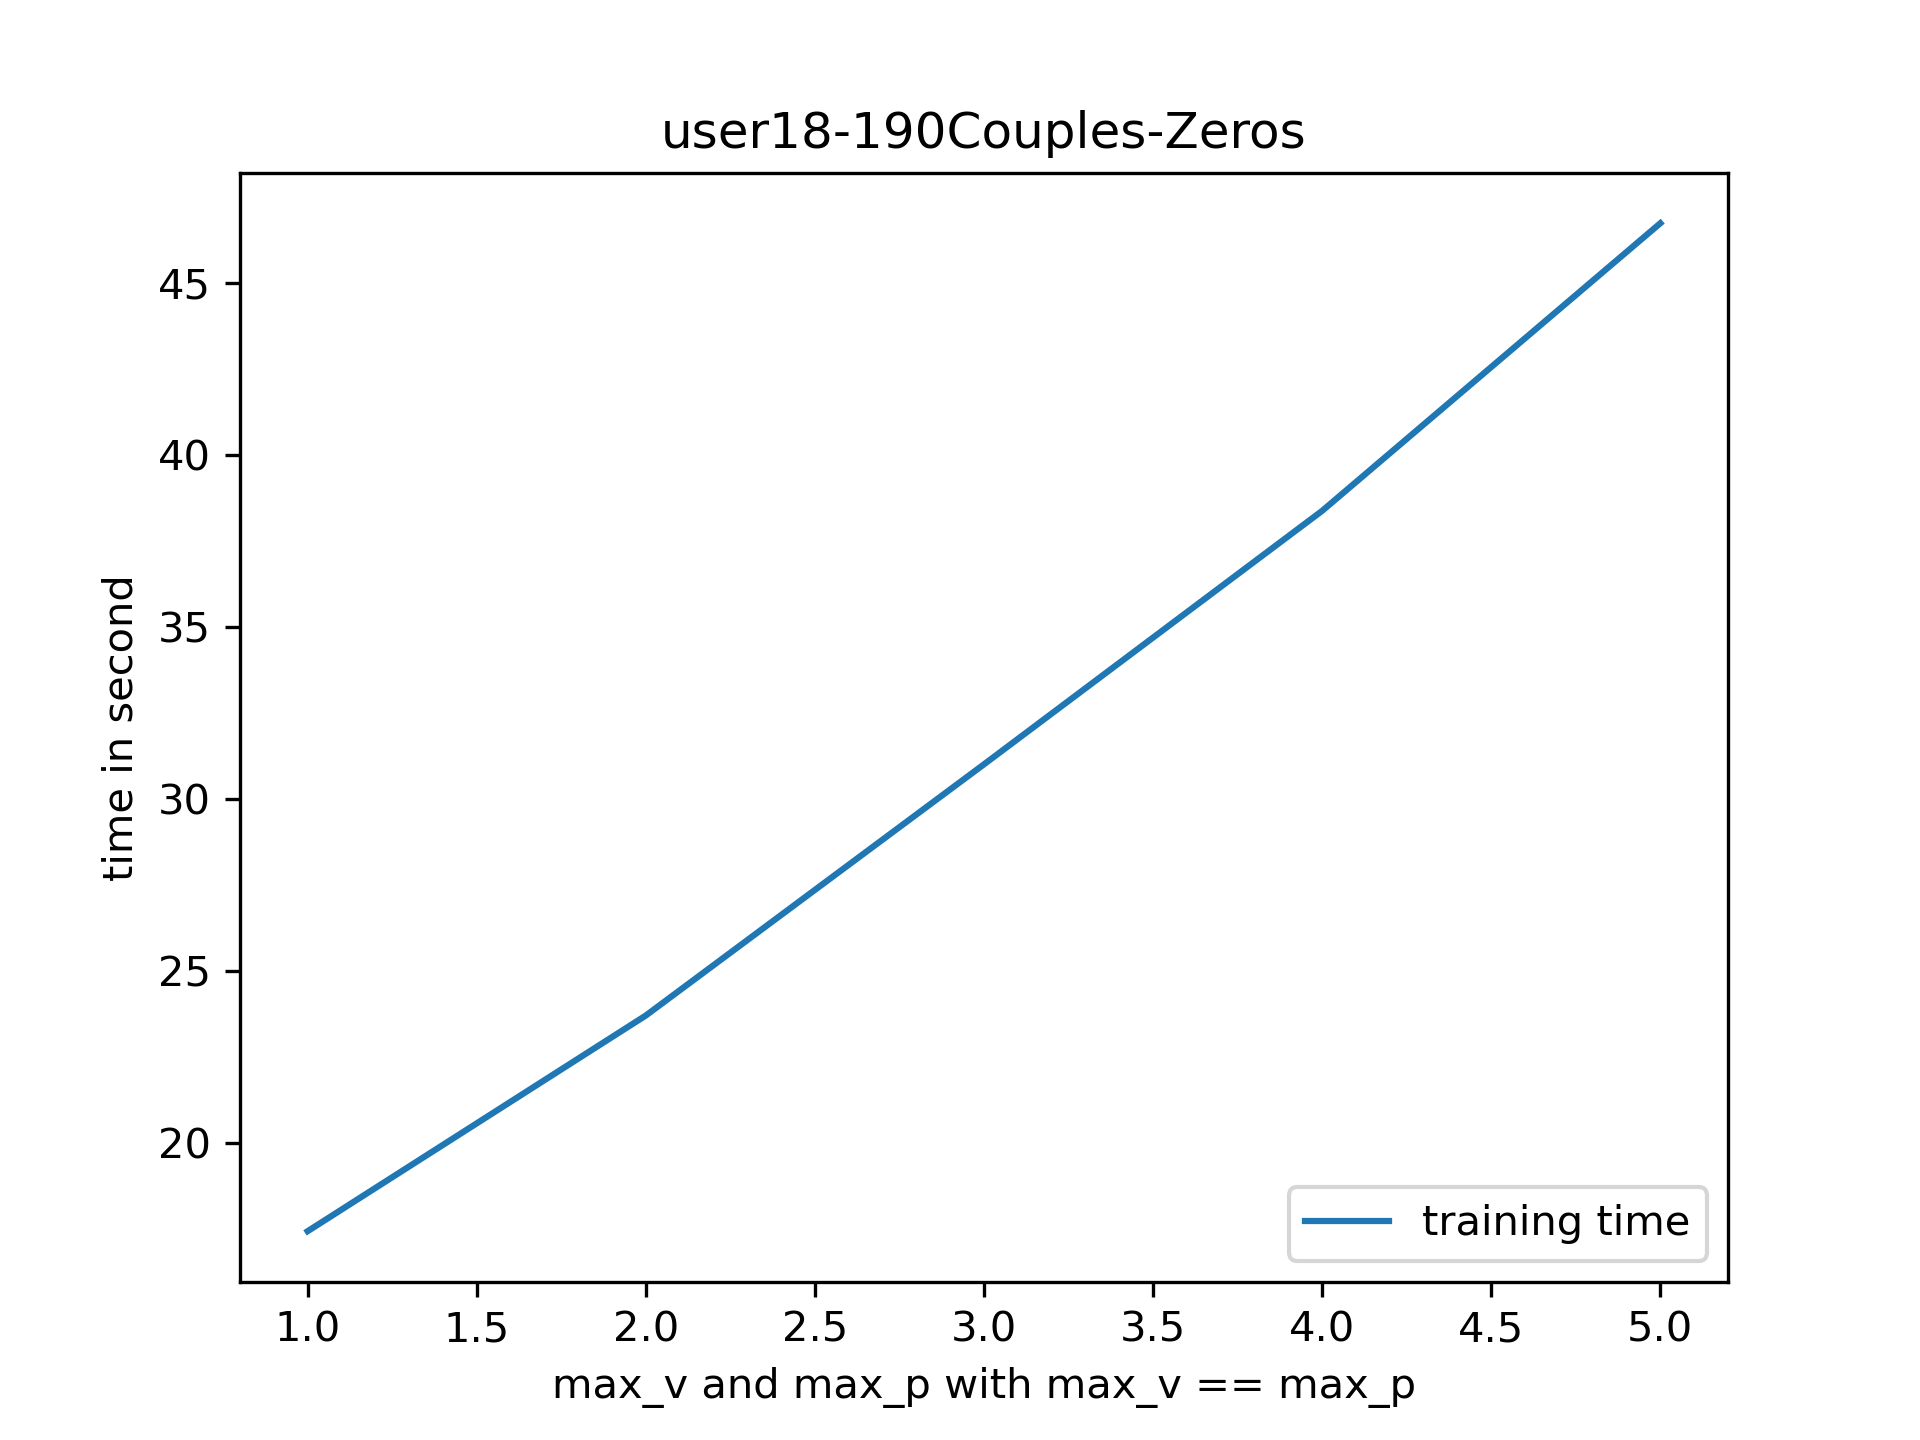 user18-190Couples-Zeros
45
40
35
30
25
20
time in second
training time
1.0 1.5 2.0 2.5 3.0 3.5 4.0 4.5 5.0
max_v and max_p with max_v == max_p